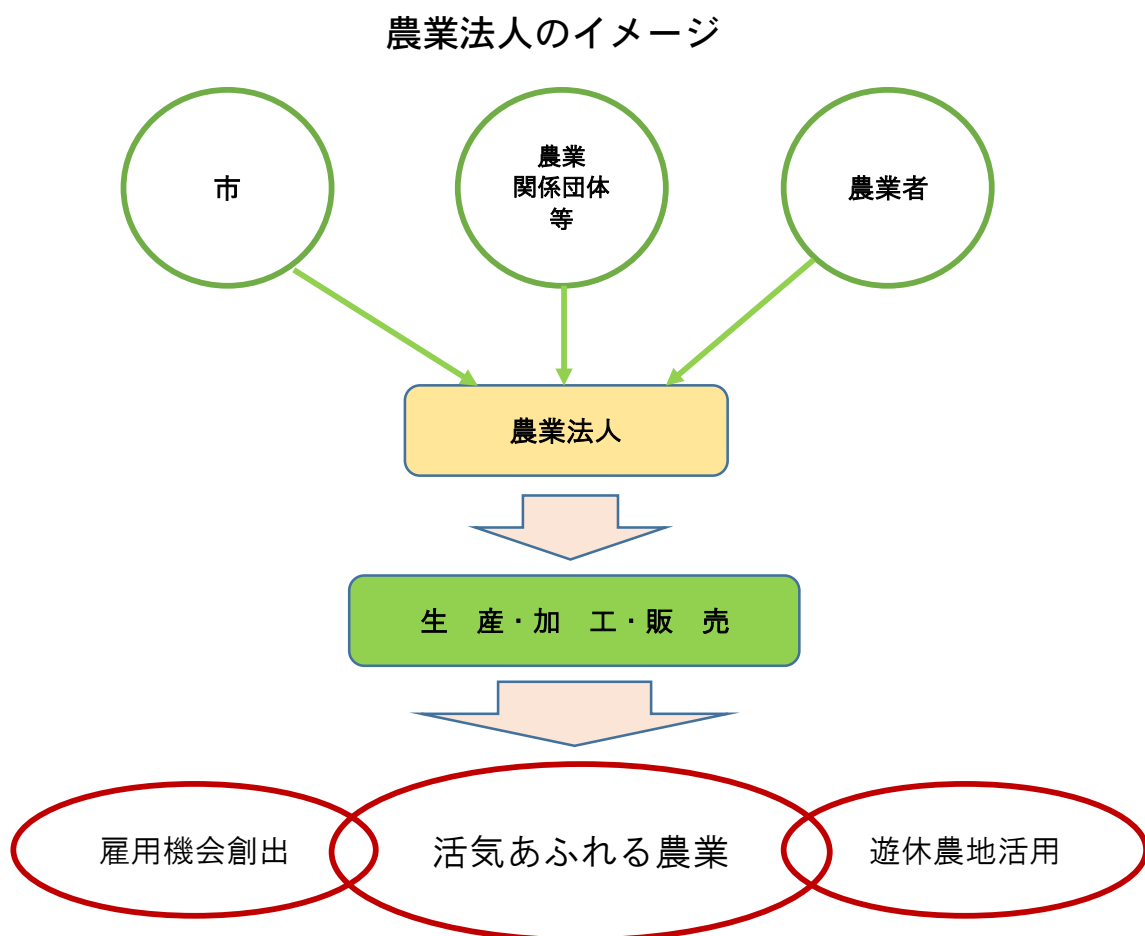 農業法人のイメージ
市
農業
関係団体
等
農業者
農業法人
生　産・加　工・販　売
雇用機会創出
活気あふれる農業
遊休農地活用